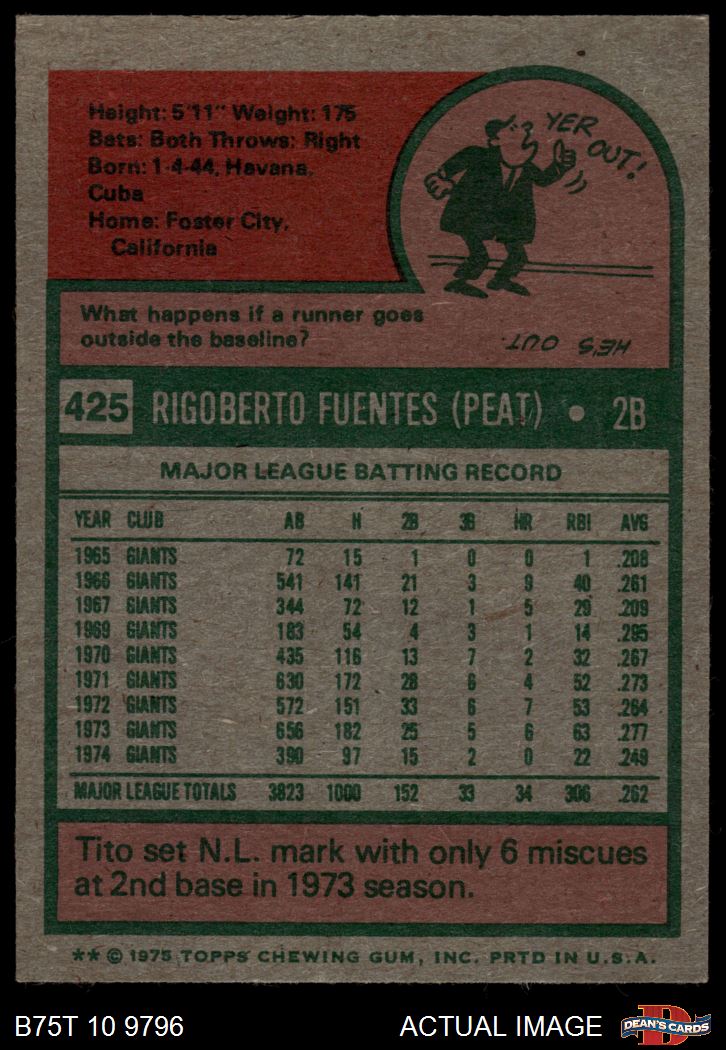 Height: 5'11" Weight: 175
Bats: Both Throws: Right
Born: 1-4-44, Havana,
Cuba
Home: Foster City,
California
YER
OUT!
What happens if a runner goes
outside the baseline?
HE'S OUT.
425 RIGOBERTO FUENTES (PEAT) • 2B
MAJOR LEAGUE BATTING RECORD
YEAR CLUB AB H 2B 3B HR RBI AVG
1965 GIANTS 72 15 1 0 0 1 .208
1966 GIANTS 541 141 21 3 9 40 .261
1967 GIANTS 344 72 12 1 5 29 .209
1969 GIANTS 183 54 4 3 1 14 .295
1970 GIANTS 435 116 13 7 2 32 .267
1971 GIANTS 630 172 28 6 4 52 .273
1972 GIANTS 572 151 33 6 7 53 .264
1973 GIANTS 656 182 25 5 6 63 .277
1974 GIANTS 390 97 15 2 0 22 .249
MAJOR LEAGUE TOTALS 3823 1000 152 33 34 306 .262
Tito set N.L. mark with only 6 miscues
at 2nd base in 1973 season.
** © 1975 TOPPS CHEWING GUM, INC. PRTD IN U.S.A.
B75T 10 9796 ACTUAL IMAGE D DEAN'S CARDS